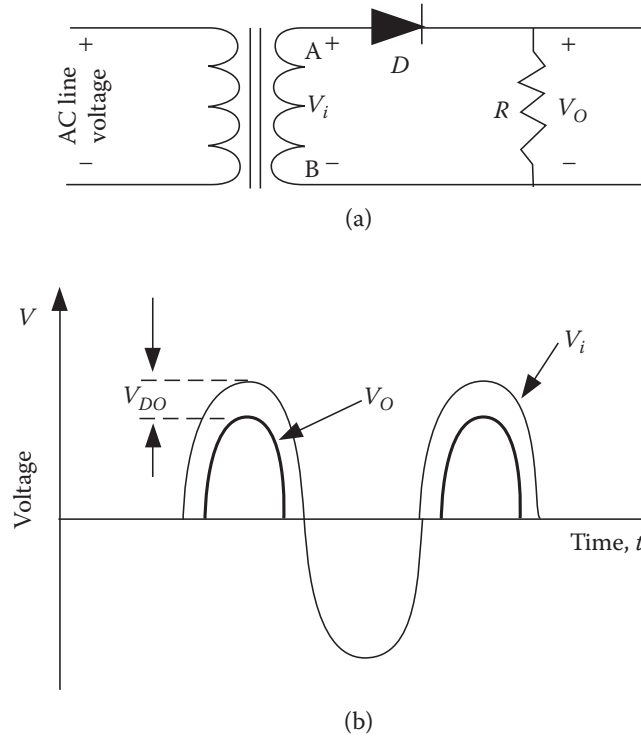 A +
D
+
AC line
voltage
V_i
R
V_O
B −
−
+
−
(a)
V
V_DO
V_O
V_i
Voltage
Time, t
(b)